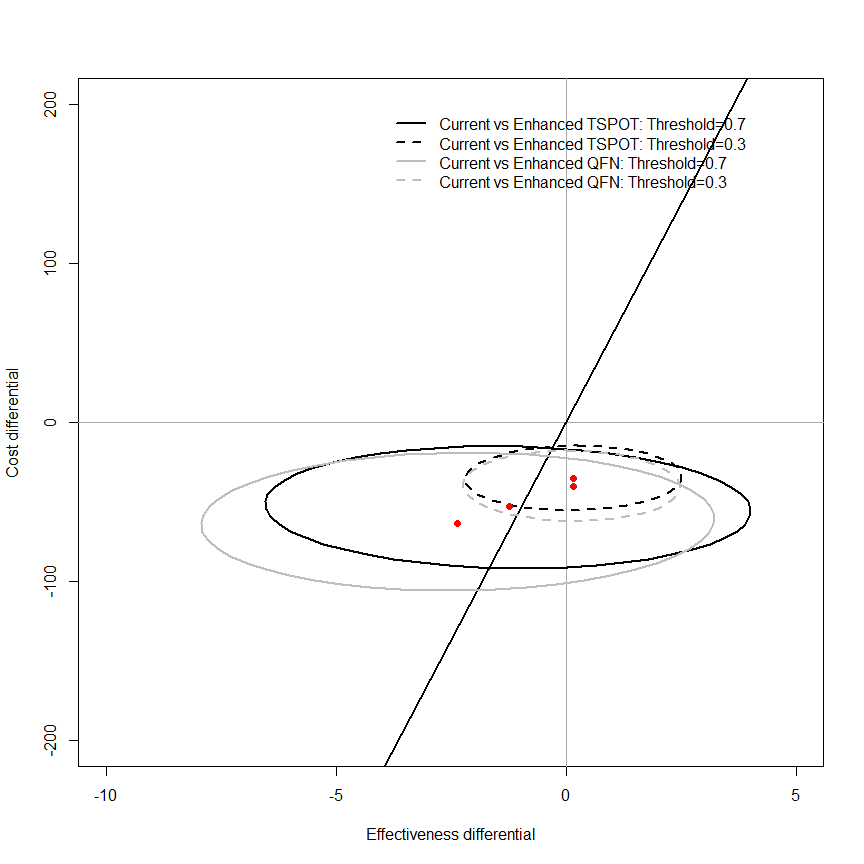 Current vs Enhanced TSPOT: Threshold=0.7
Current vs Enhanced TSPOT: Threshold=0.3
Current vs Enhanced QFN: Threshold=0.7
Current vs Enhanced QFN: Threshold=0.3
Cost differential
200
100
0
-100
-200
-10
-5
0
5
Effectiveness differential